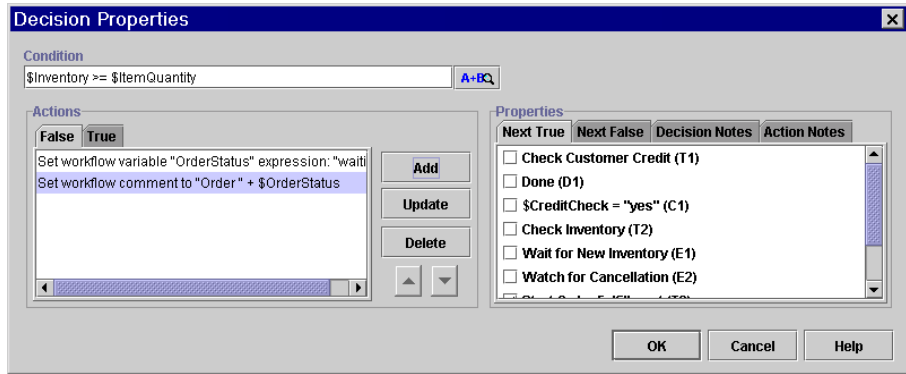 Decision Properties
Condition
$Inventory >= $ItemQuantity
A+B
Actions
False True
Set workflow variable "OrderStatus" expression: "waiti
Set workflow comment to "Order " + $OrderStatus
Add
Update
Delete
Properties
Next True Next False Decision Notes Action Notes
Check Customer Credit (T1)
Done (D1)
$CreditCheck = "yes" (C1)
Check Inventory (T2)
Wait for New Inventory (E1)
Watch for Cancellation (E2)
OK Cancel Help